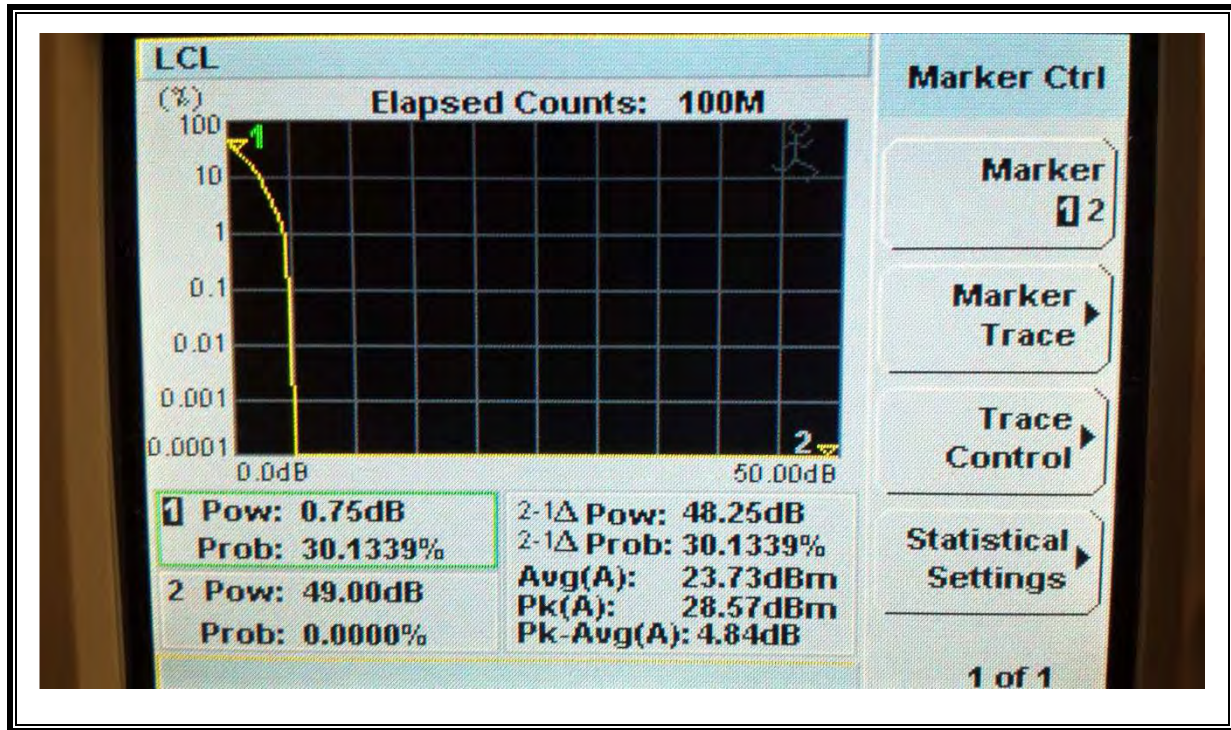 LCL
(%)
Elapsed Counts: 100M
100
1
10
1
0.1
0.01
0.001
0.0001
2
0.0dB
50.00dB
1 Pow: 0.75dB
Prob: 30.1339%
2 Pow: 49.00dB
Prob: 0.0000%
2-1Δ Pow: 48.25dB
2-1Δ Prob: 30.1339%
Avg(A): 23.73dBm
Pk(A): 28.57dBm
Pk-Avg(A): 4.84dB
Marker Ctrl
Marker
1 2
Marker
Trace
Trace
Control
Statistical
Settings
1 of 1